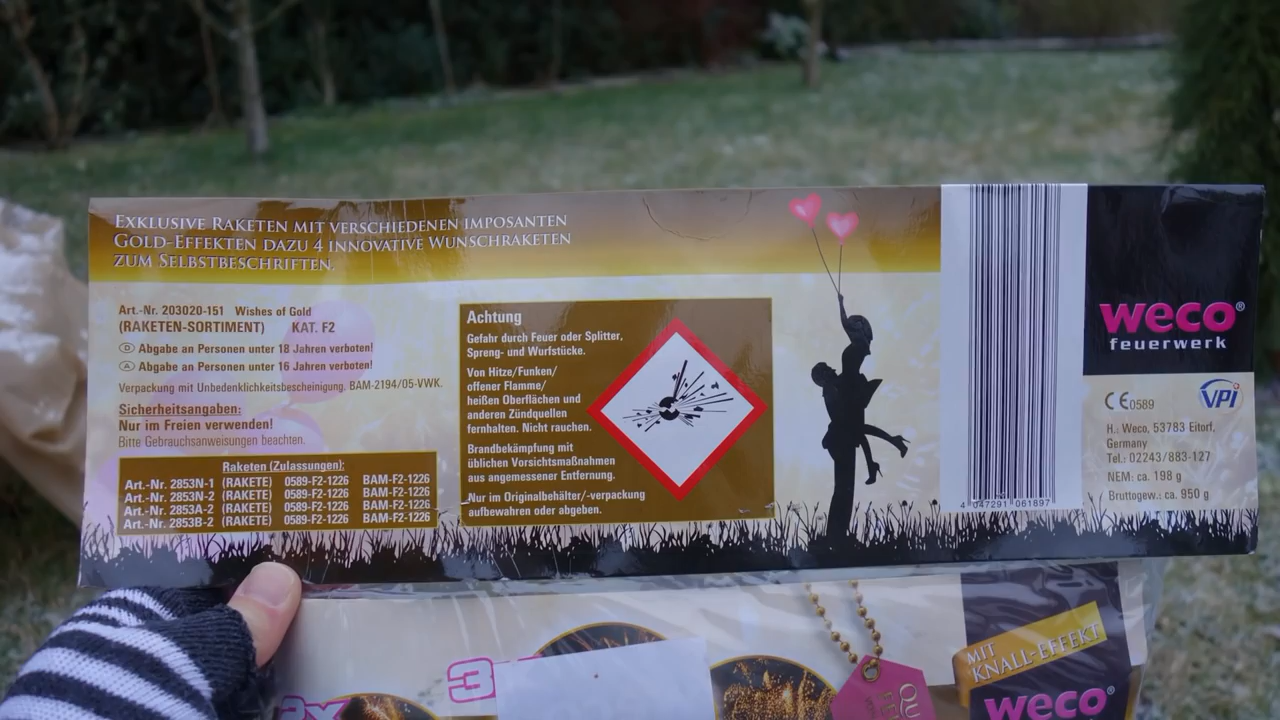 EXKLUSIVE RAKETEN MIT VERSCHIEDENEN IMPOSANTEN
GOLD-EFFEKTEN DAZU 4 INNOVATIVE WUNSCHRAKETEN
ZUM SELBSTBESCHRIFTEN.
Art.-Nr. 203020-151 Wishes of Gold
(RAKETEN-SORTIMENT) KAT. F2
D Abgabe an Personen unter 18 Jahren verboten!
A Abgabe an Personen unter 16 Jahren verboten!
Verpackung mit Unbedenklichkeitsbescheinigung. BAM-2194/05-VWK.
Sicherheitsangaben:
Nur im Freien verwenden!
Bitte Gebrauchsanweisungen beachten.
Raketen (Zulassungen):
Art.-Nr. 2853N-1 (RAKETE) 0589-F2-1226 BAM-F2-1226
Art.-Nr. 2853N-2 (RAKETE) 0589-F2-1226 BAM-F2-1226
Art.-Nr. 2853A-2 (RAKETE) 0589-F2-1226 BAM-F2-1226
Art.-Nr. 2853B-2 (RAKETE) 0589-F2-1226 BAM-F2-1226
Achtung
Gefahr durch Feuer oder Splitter,
Spreng- und Wurfstücke.
Von Hitze/Funken/
offener Flamme/
heißen Oberflächen und
anderen Zündquellen
fernhalten. Nicht rauchen.
Brandbekämpfung mit
üblichen Vorsichtsmaßnahmen
aus angemessener Entfernung.
Nur im Originalbehälter/-verpackung
aufbewahren oder abgeben.
4 047291 061897
weco®
feuerwerk
CE0589 VPI
H.: Weco, 53783 Eitorf,
Germany
Tel.: 02243/883-127
NEM: ca. 198 g
Bruttogew.: ca. 950 g
3
2x
MIT
KNALL-EFFEKT
weco®